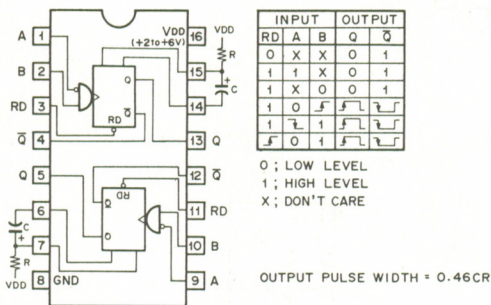 A 1
B 2
RD 3
Q̅ 4
Q 5
6
C
+
7
R
VDD
8 GND
VDD
(+2 to +6V)
16
VDD
R
15
+
C
14
13 Q
12 Q̅
11 RD
10 B
9 A
Q
Q̅
RD
RD
Q̅
Q
INPUT OUTPUT
RD A B Q Q̅
0 X X 0 1
1 1 X 0 1
1 X 0 0 1
1 0
1 1
0 1
0 ; LOW LEVEL
1 ; HIGH LEVEL
X ; DON'T CARE
OUTPUT PULSE WIDTH = 0.46CR